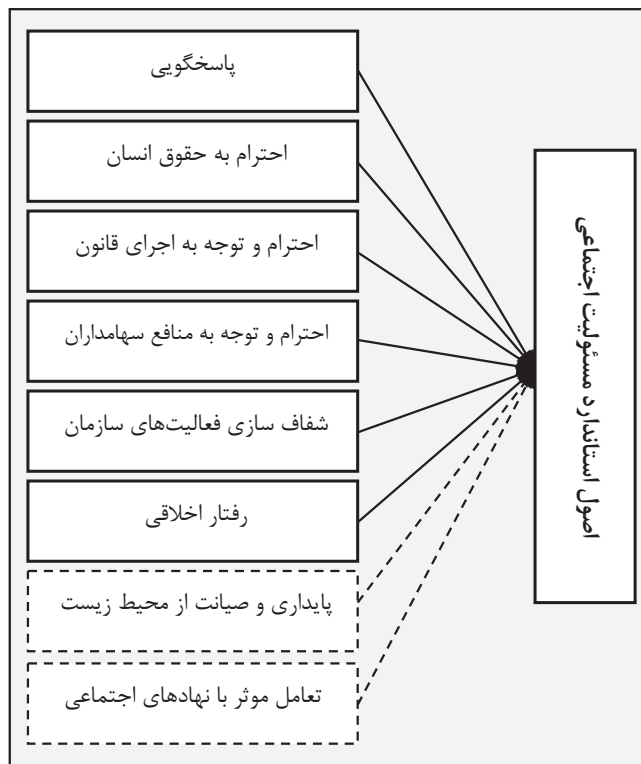 اصول استاندارد مسئولیت اجتماعی
پاسخگویی
احترام به حقوق انسان
احترام و توجه به اجرای قانون
احترام و توجه به منافع سهامداران
شفاف سازی فعالیت‌های سازمان
رفتار اخلاقی
پایداری و صیانت از محیط زیست
تعامل موثر با نهادهای اجتماعی